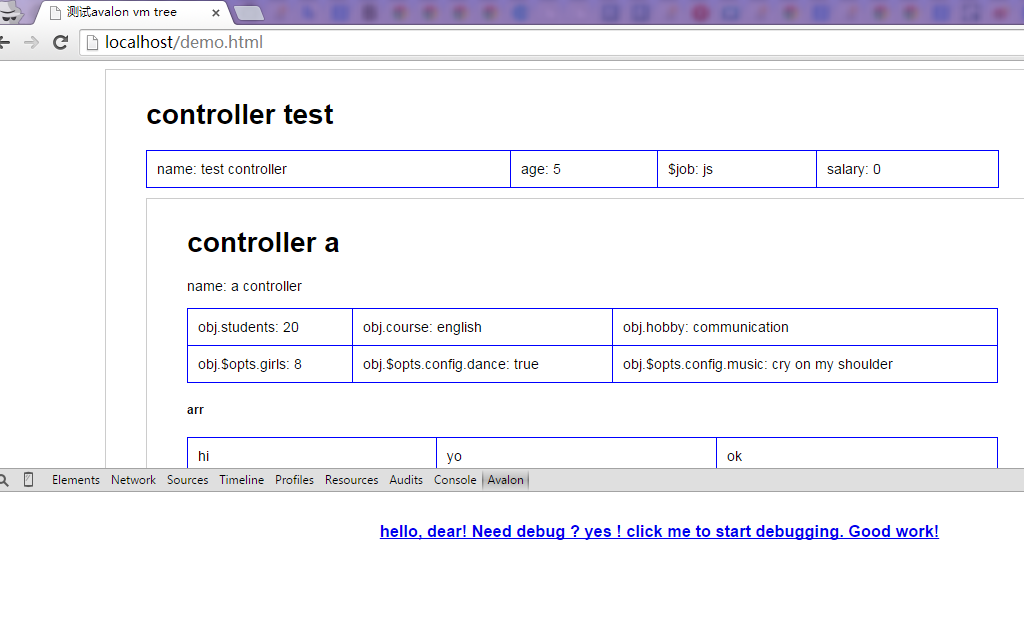 测试avalon vm tree
localhost/demo.html
controller test
name: test controller age: 5 $job: js salary: 0
controller a
name: a controller
obj.students: 20 obj.course: english obj.hobby: communication
obj.$opts.girls: 8 obj.$opts.config.dance: true obj.$opts.config.music: cry on my shoulder
arr
hi yo ok
Elements Network Sources Timeline Profiles Resources Audits Console Avalon
hello, dear! Need debug ? yes ! click me to start debugging. Good work!